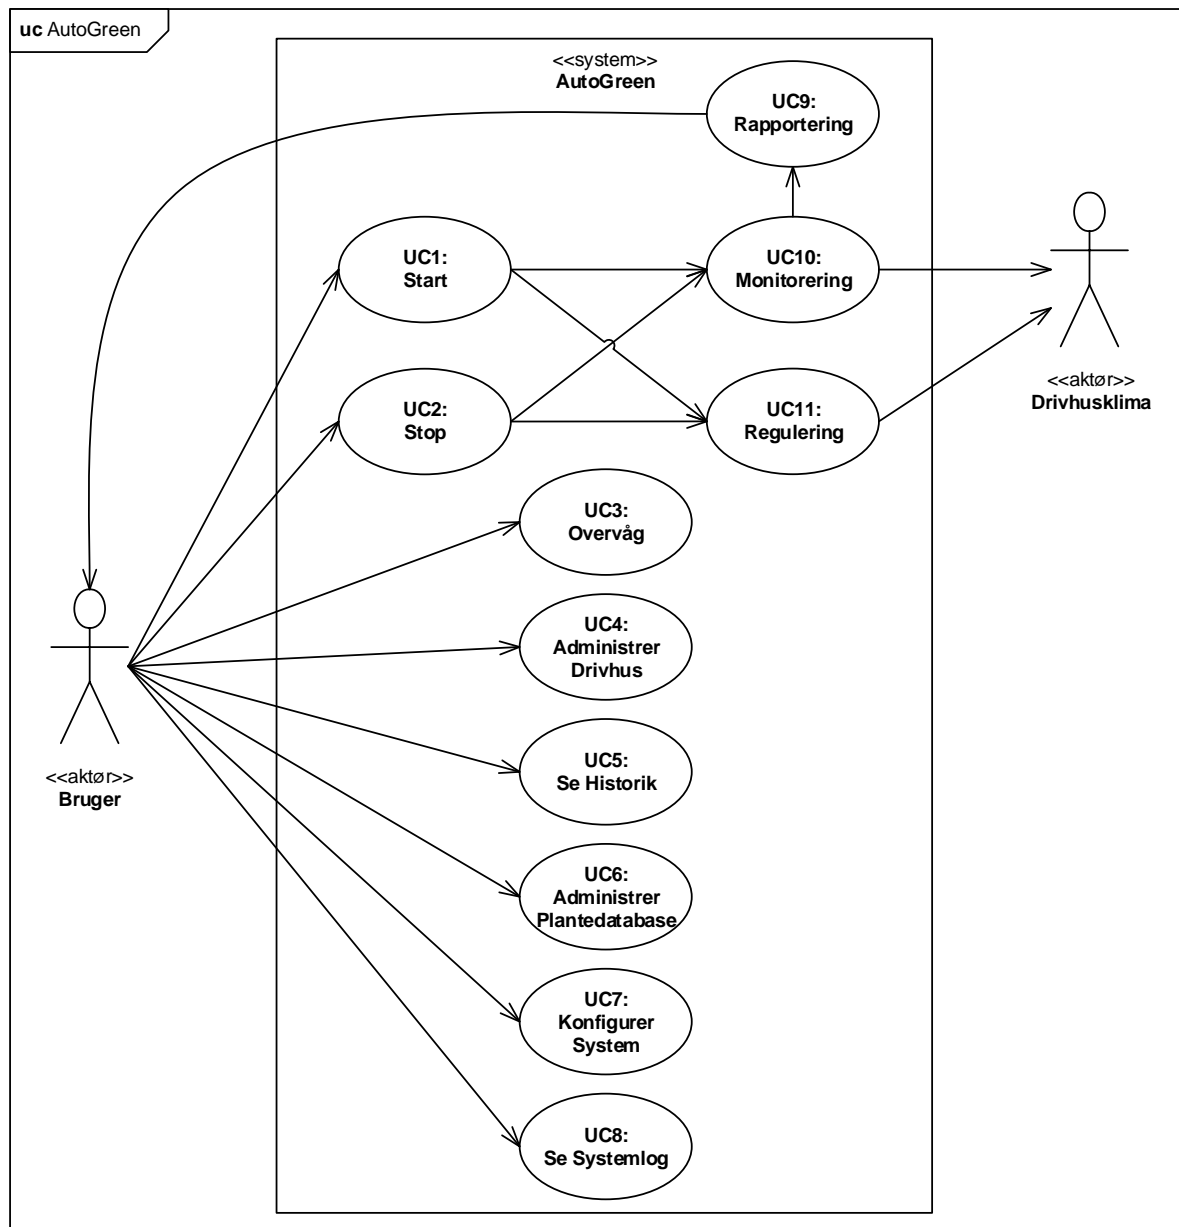 uc AutoGreen
<<system>>
AutoGreen
UC9:
Rapportering
UC1:
Start
UC10:
Monitorering
UC2:
Stop
UC11:
Regulering
<<aktør>>
Drivhusklima
UC3:
Overvåg
UC4:
Administrer
Drivhus
UC5:
Se Historik
<<aktør>>
Bruger
UC6:
Administrer
Plantedatabase
UC7:
Konfigurer
System
UC8:
Se Systemlog